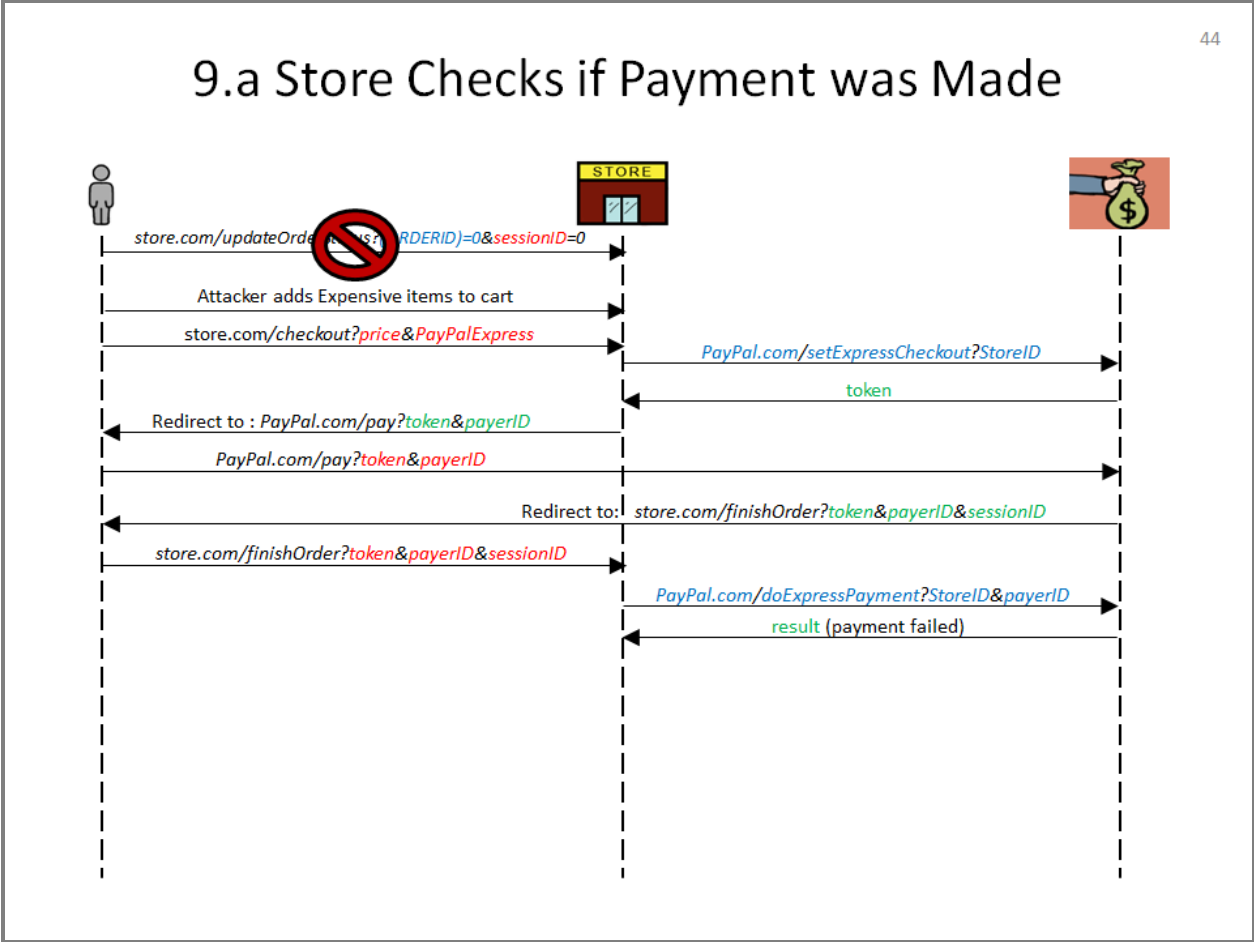 44
9.a Store Checks if Payment was Made
STORE
$
store.com/updateOrde s?( RDERID)=0&sessionID=0
Attacker adds Expensive items to cart
store.com/checkout?price&PayPalExpress
PayPal.com/setExpressCheckout?StoreID
token
Redirect to : PayPal.com/pay?token&payerID
PayPal.com/pay?token&payerID
Redirect to: store.com/finishOrder?token&payerID&sessionID
store.com/finishOrder?token&payerID&sessionID
PayPal.com/doExpressPayment?StoreID&payerID
result (payment failed)